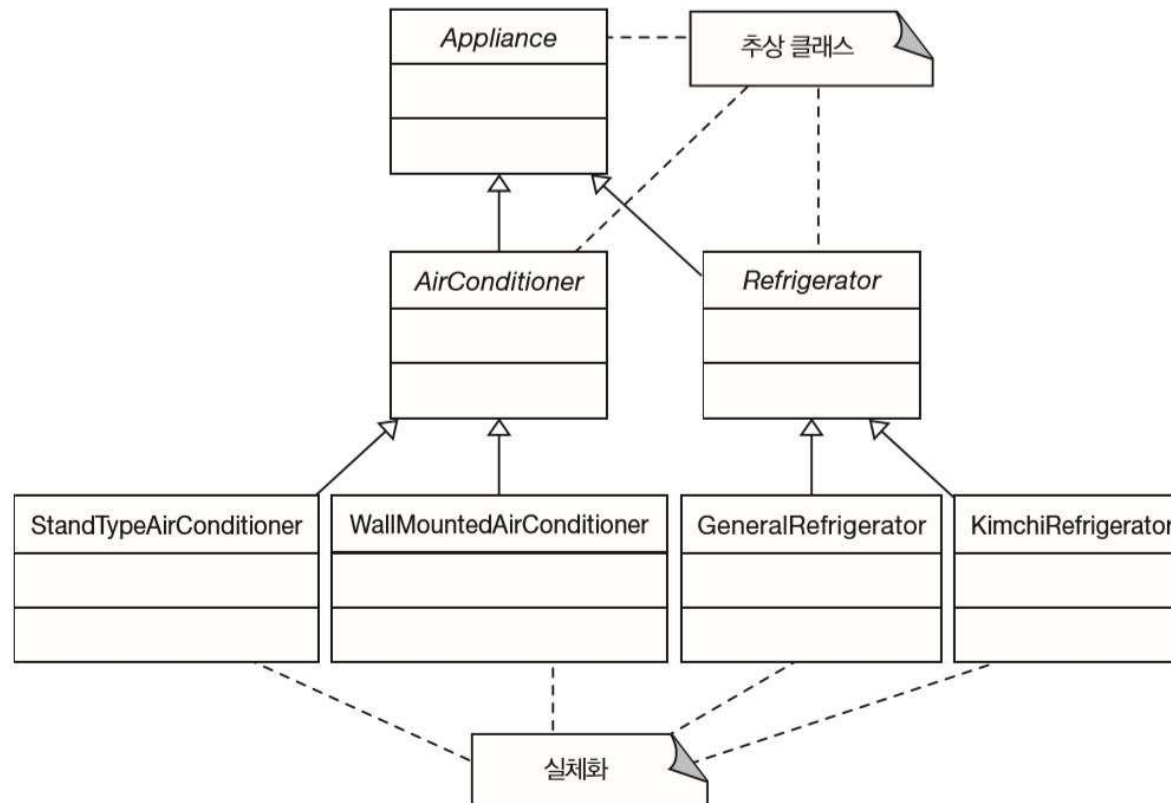 Appliance
추상 클래스
AirConditioner
Refrigerator
StandTypeAirConditioner
WallMountedAirConditioner
GeneralRefrigerator
KimchiRefrigerator
실체화